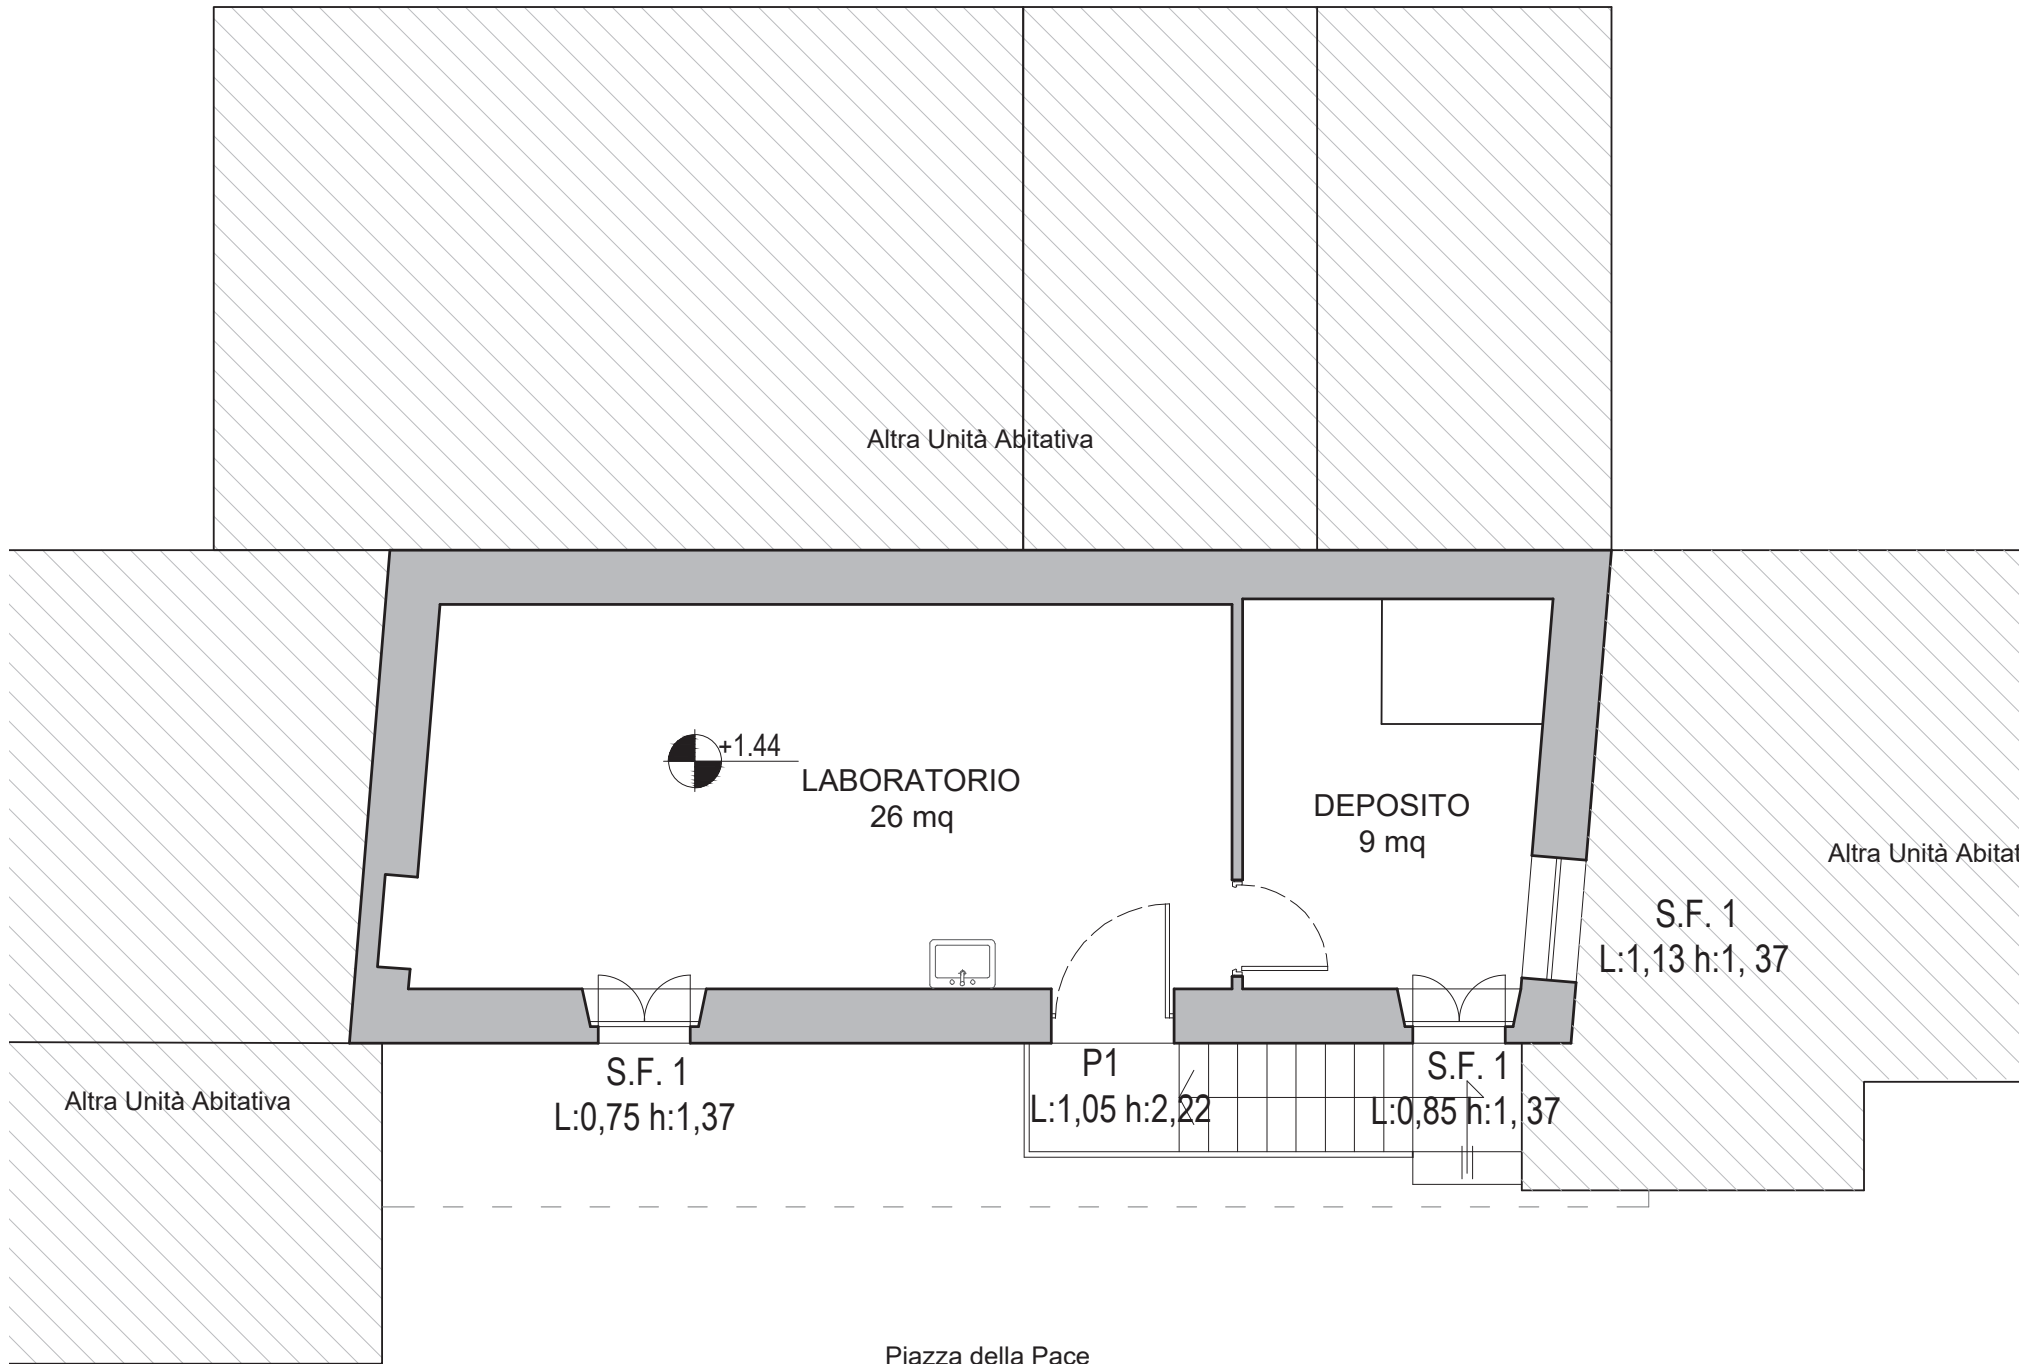 Altra Unità Abitativa
+1.44
LABORATORIO
26 mq
DEPOSITO
9 mq
Altra Unità Abitat
S.F. 1
L:1,13 h:1, 37
Altra Unità Abitativa
S.F. 1
L:0,75 h:1,37
P1
L:1,05 h:2,22
S.F. 1
L:0,85 h:1, 37
Piazza della Pace